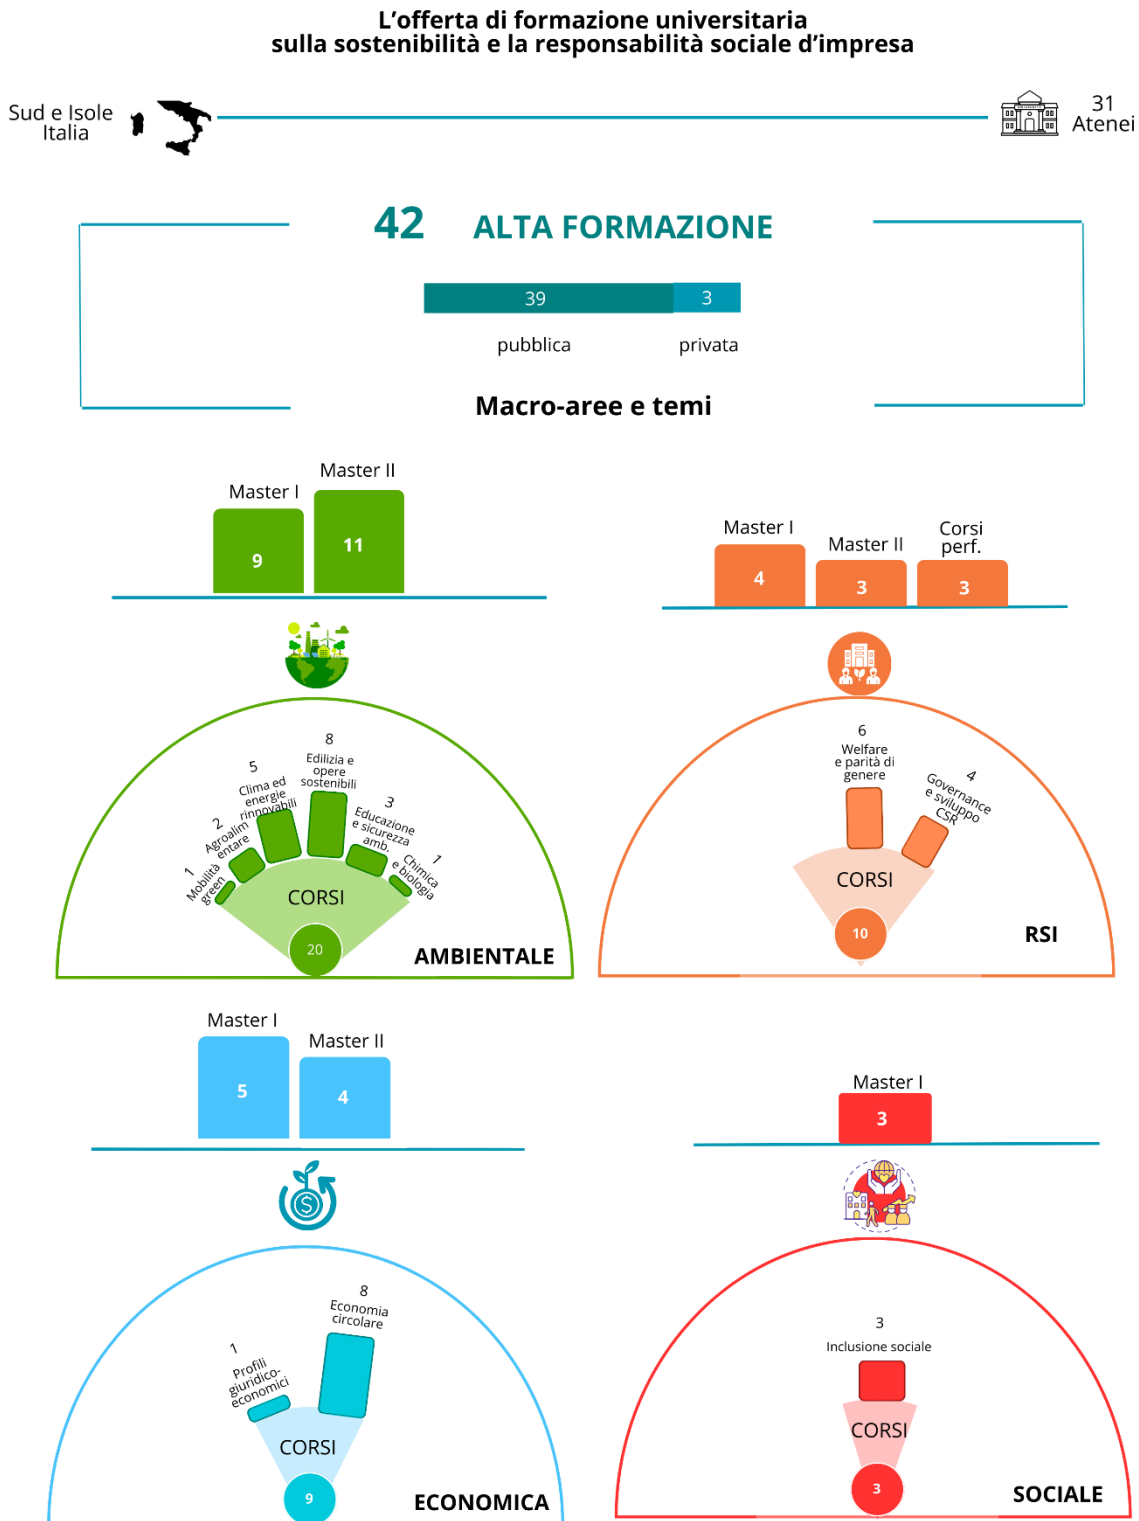 L’offerta di formazione universitaria
sulla sostenibilità e la responsabilità sociale d’impresa
Sud e Isole
Italia
31
Atenei
42 ALTA FORMAZIONE
39
3
pubblica
privata
Macro-aree e temi
Master I
Master II
9
11
Master I
Master II
Corsi
perf.
4
3
3
1
Mobilità
green
2
Agroalim
entare
5
Clima ed
energie
rinnovabili
8
Edilizia e
opere
sostenibili
3
Educazione
e sicurezza
amb.
1
Chimica
e biologia
CORSI
20
AMBIENTALE
6
Welfare
e parità di
genere
4
Governance
e sviluppo
CSR
CORSI
10
RSI
Master I
Master II
5
4
Master I
3
1
Profili
giuridico-
economici
8
Economia
circolare
CORSI
9
ECONOMICA
3
Inclusione sociale
CORSI
3
SOCIALE